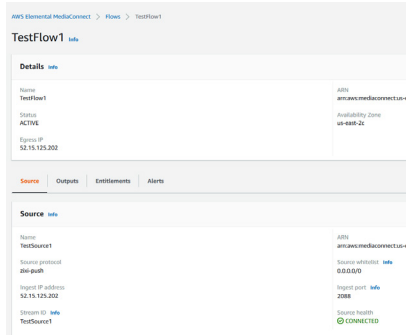 AWS Elemental MediaConnect > Flows > TestFlow1
TestFlow1 Info
Details Info
Name
TestFlow1
ARN
arn:aws:mediaconnect:us-e
Status
ACTIVE
Availability Zone
us-east-2c
Egress IP
52.15.125.202
Source Outputs Entitlements Alerts
Source Info
Name
TestSource1
ARN
arn:aws:mediaconnect:us-e
Source protocol
zixi-push
Source whitelist Info
0.0.0.0/0
Ingest IP address
52.15.125.202
Ingest port Info
2088
Stream ID Info
TestSource1
Source health
CONNECTED